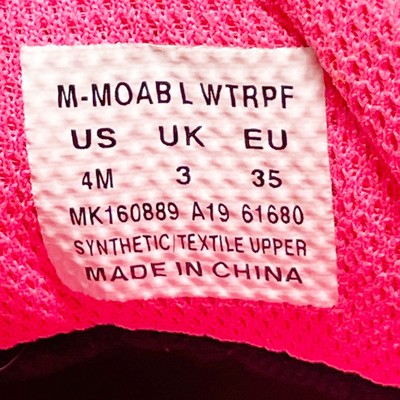 M-MOAB L WTRPF
US UK EU
4M 3 35
MK160889 A19 61680
SYNTHETIC/TEXTILE UPPER
MADE IN CHINA